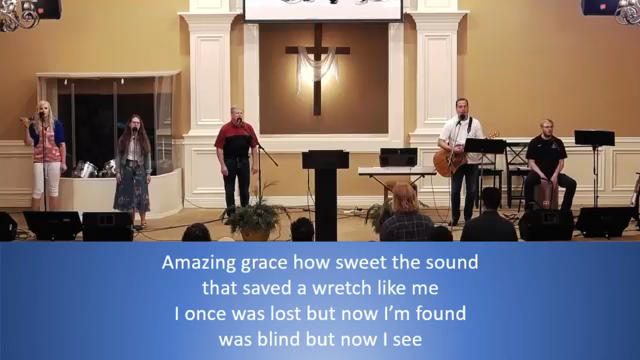 Amazing grace how sweet the sound
that saved a wretch like me
I once was lost but now I'm found
was blind but now I see